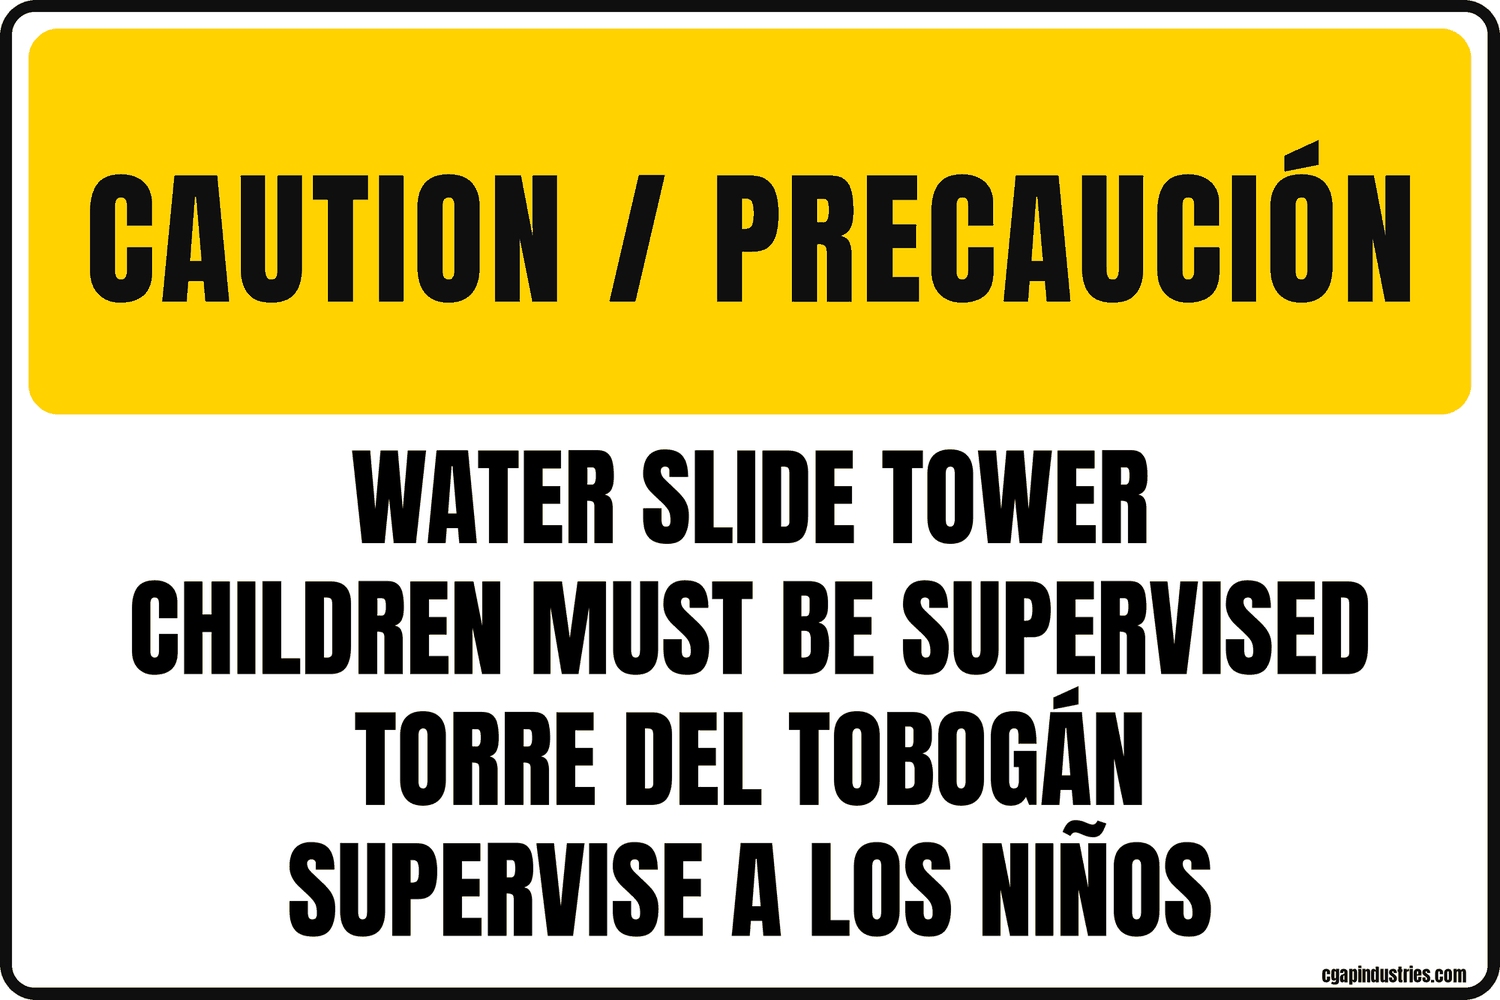 CAUTION / PRECAUCIÓN
WATER SLIDE TOWER
CHILDREN MUST BE SUPERVISED
TORRE DEL TOBOGÁN
SUPERVISE A LOS NIÑOS
cgapindustries.com